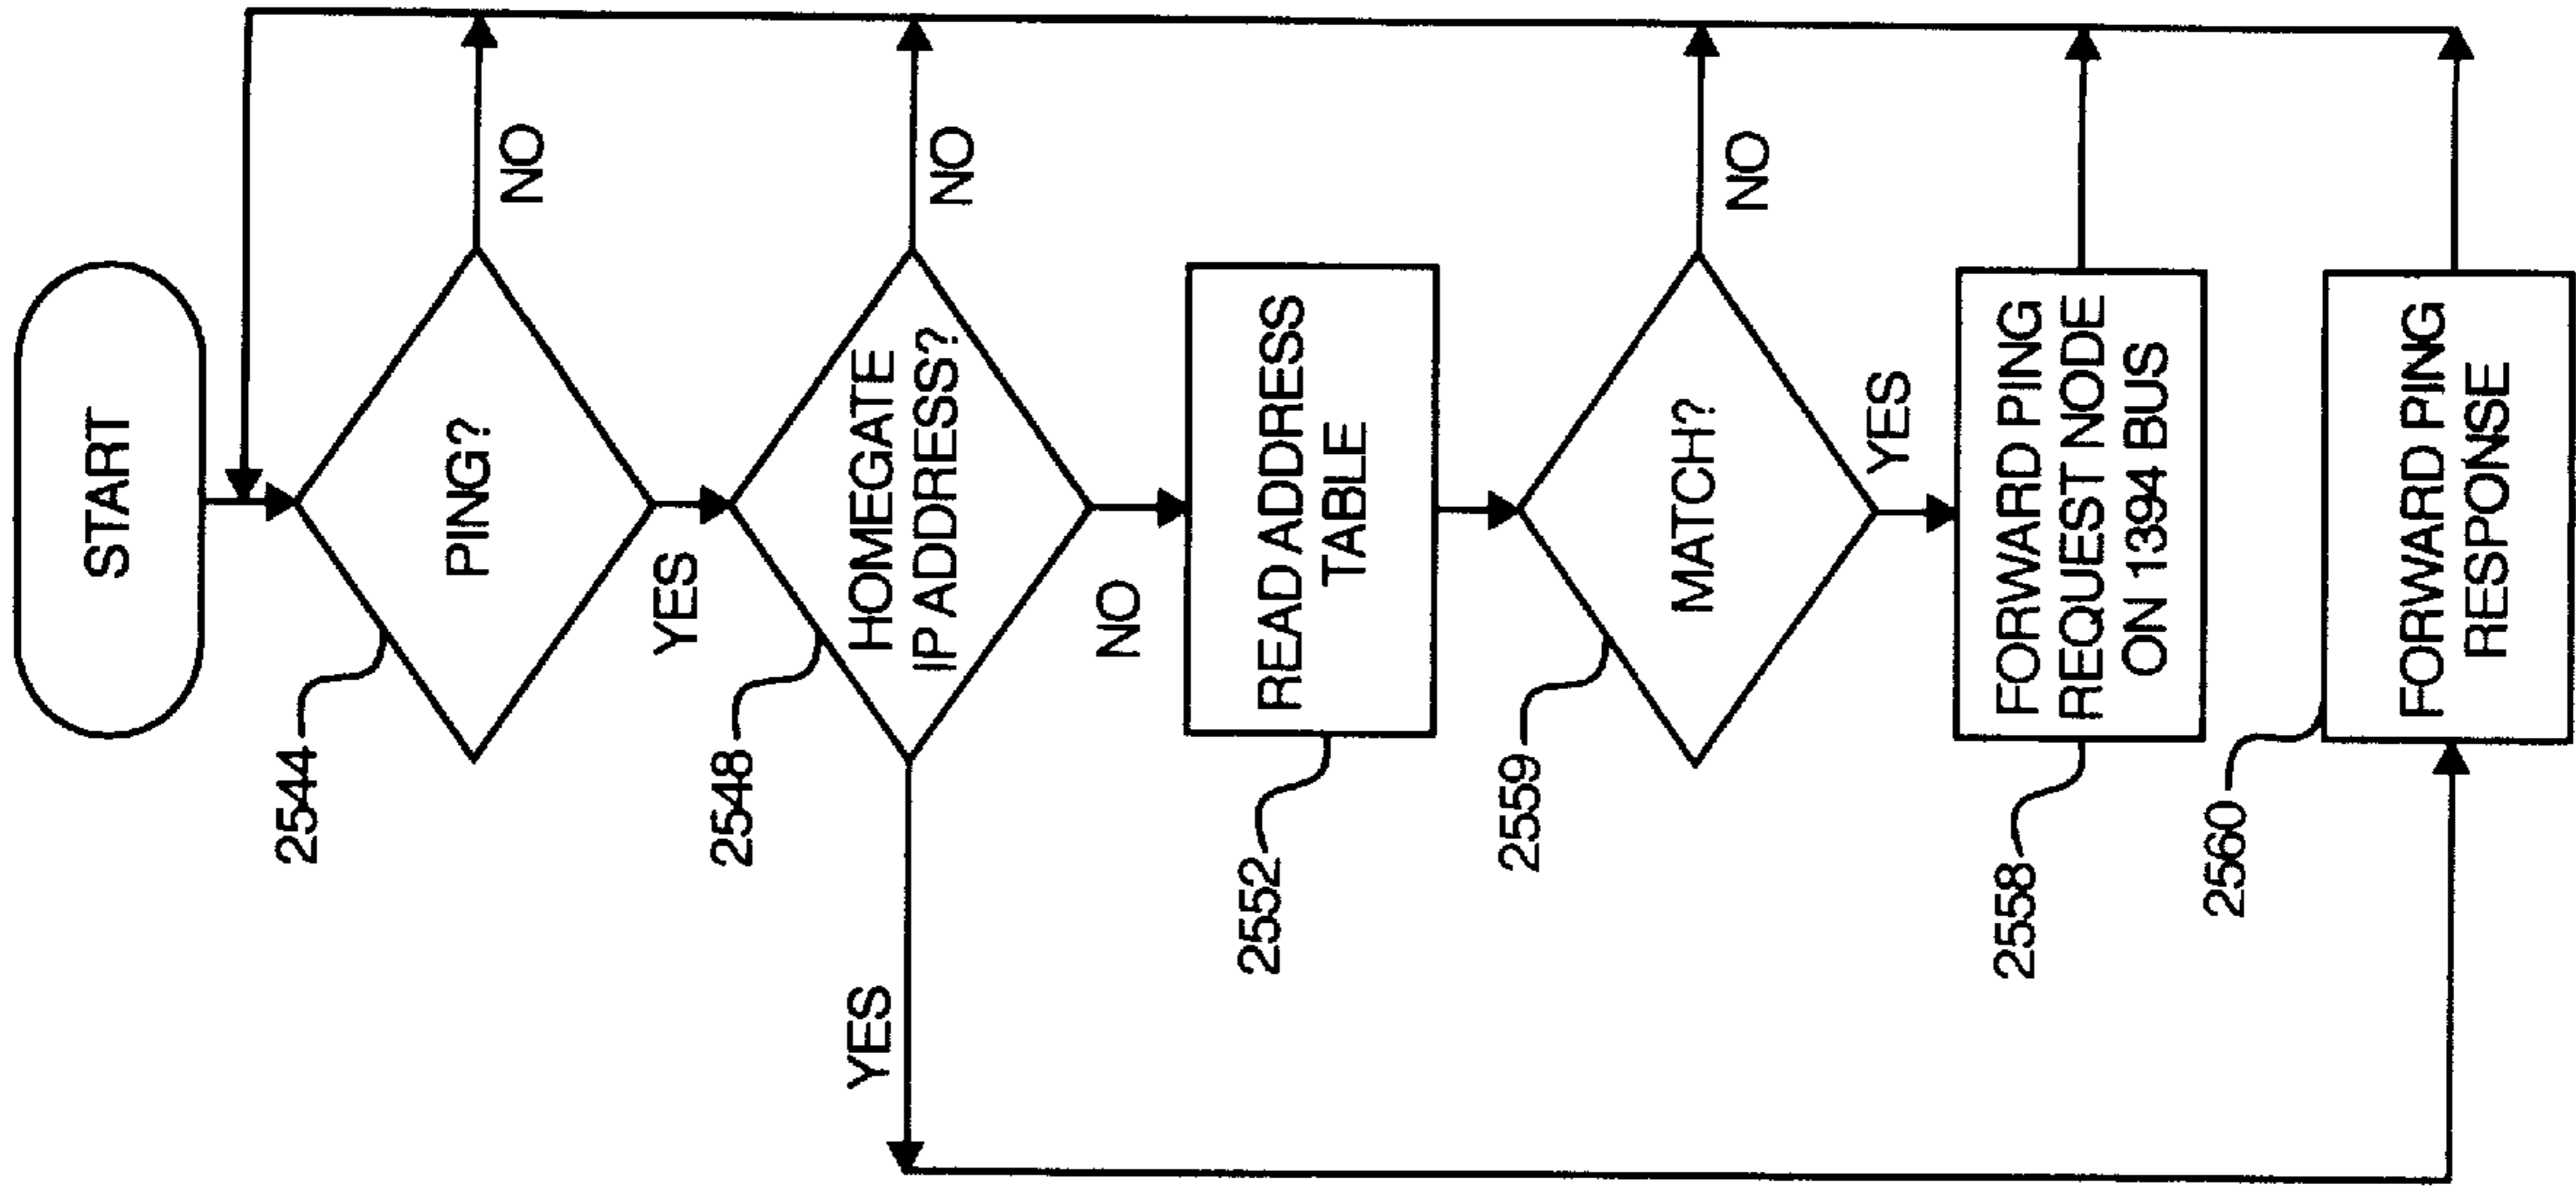 START
PING?
NO
2544
YES
HOMEGATE
IP ADDRESS?
NO
2548
YES
NO
READ ADDRESS
TABLE
2552
MATCH?
NO
2559
YES
FORWARD PING
REQUEST NODE
ON 1394 BUS
2558
FORWARD PING
RESPONSE
2560